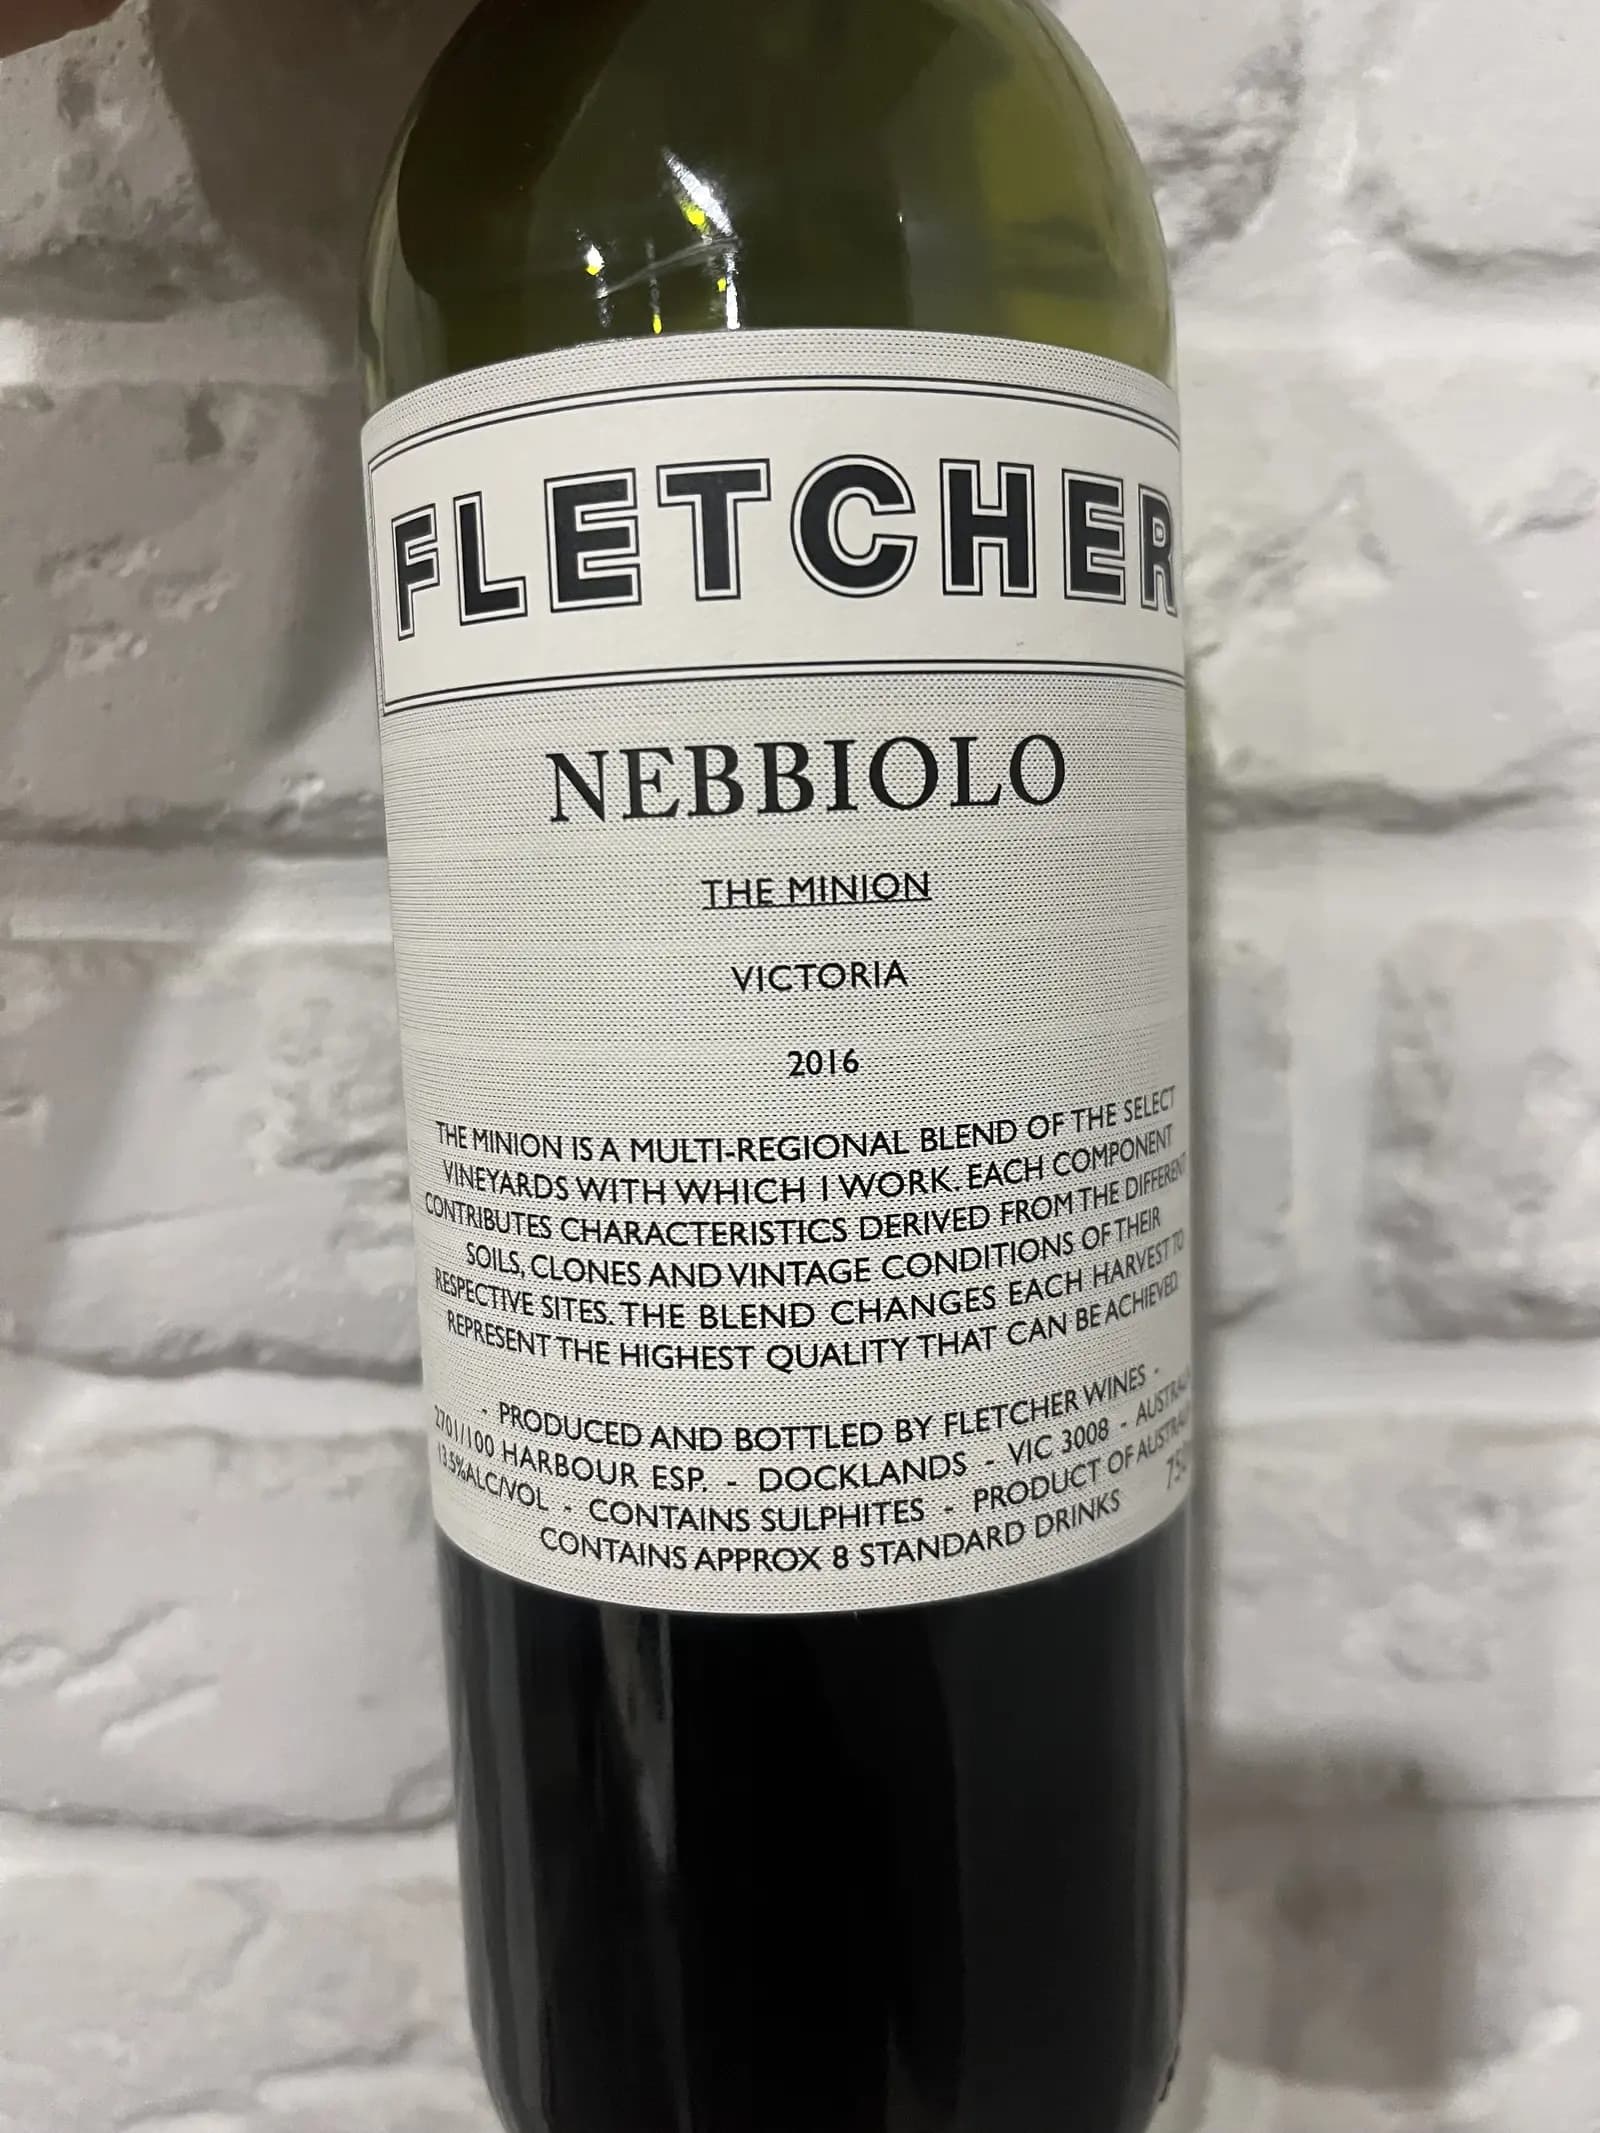 FLETCHER
NEBBIOLO
THE MINION
VICTORIA
2016
THE MINION IS A MULTI-REGIONAL BLEND OF THE SELECT
VINEYARDS WITH WHICH I WORK. EACH COMPONENT
CONTRIBUTES CHARACTERISTICS DERIVED FROM THE DIFFERENT
SOILS, CLONES AND VINTAGE CONDITIONS OF THEIR
RESPECTIVE SITES. THE BLEND CHANGES EACH HARVEST TO
REPRESENT THE HIGHEST QUALITY THAT CAN BE ACHIEVED.
- PRODUCED AND BOTTLED BY FLETCHER WINES -
2701/100 HARBOUR ESP. - DOCKLANDS - VIC 3008 -
13.5%ALC/VOL - CONTAINS SULPHITES - PRODUCT OF
CONTAINS APPROX 8 STANDARD DRINKS